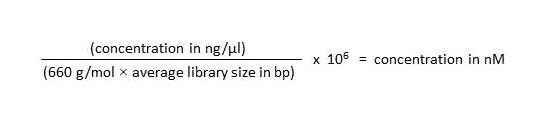 (concentration in ng/µl)
(660 g/mol × average library size in bp) x 10⁶ = concentration in nM